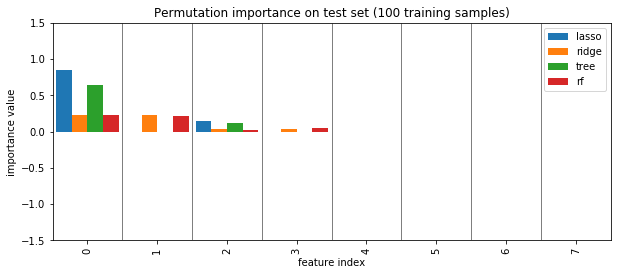 Permutation importance on test set (100 training samples)
1.5
1.0
0.5
0.0
−0.5
−1.0
−1.5
importance value
lasso
ridge
tree
rf
0
1
2
3
4
5
6
7
feature index